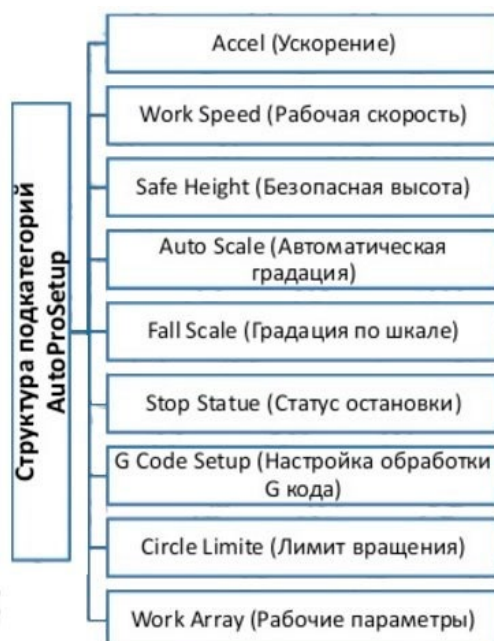 Структура подкатегорий
AutoProSetup
Accel (Ускорение)
Work Speed (Рабочая скорость)
Safe Height (Безопасная высота)
Auto Scale (Автоматическая
градация)
Fall Scale (Градация по шкале)
Stop Statue (Статус остановки)
G Code Setup (Настройка обработки
G кода)
Circle Limite (Лимит вращения)
Work Array (Рабочие параметры)